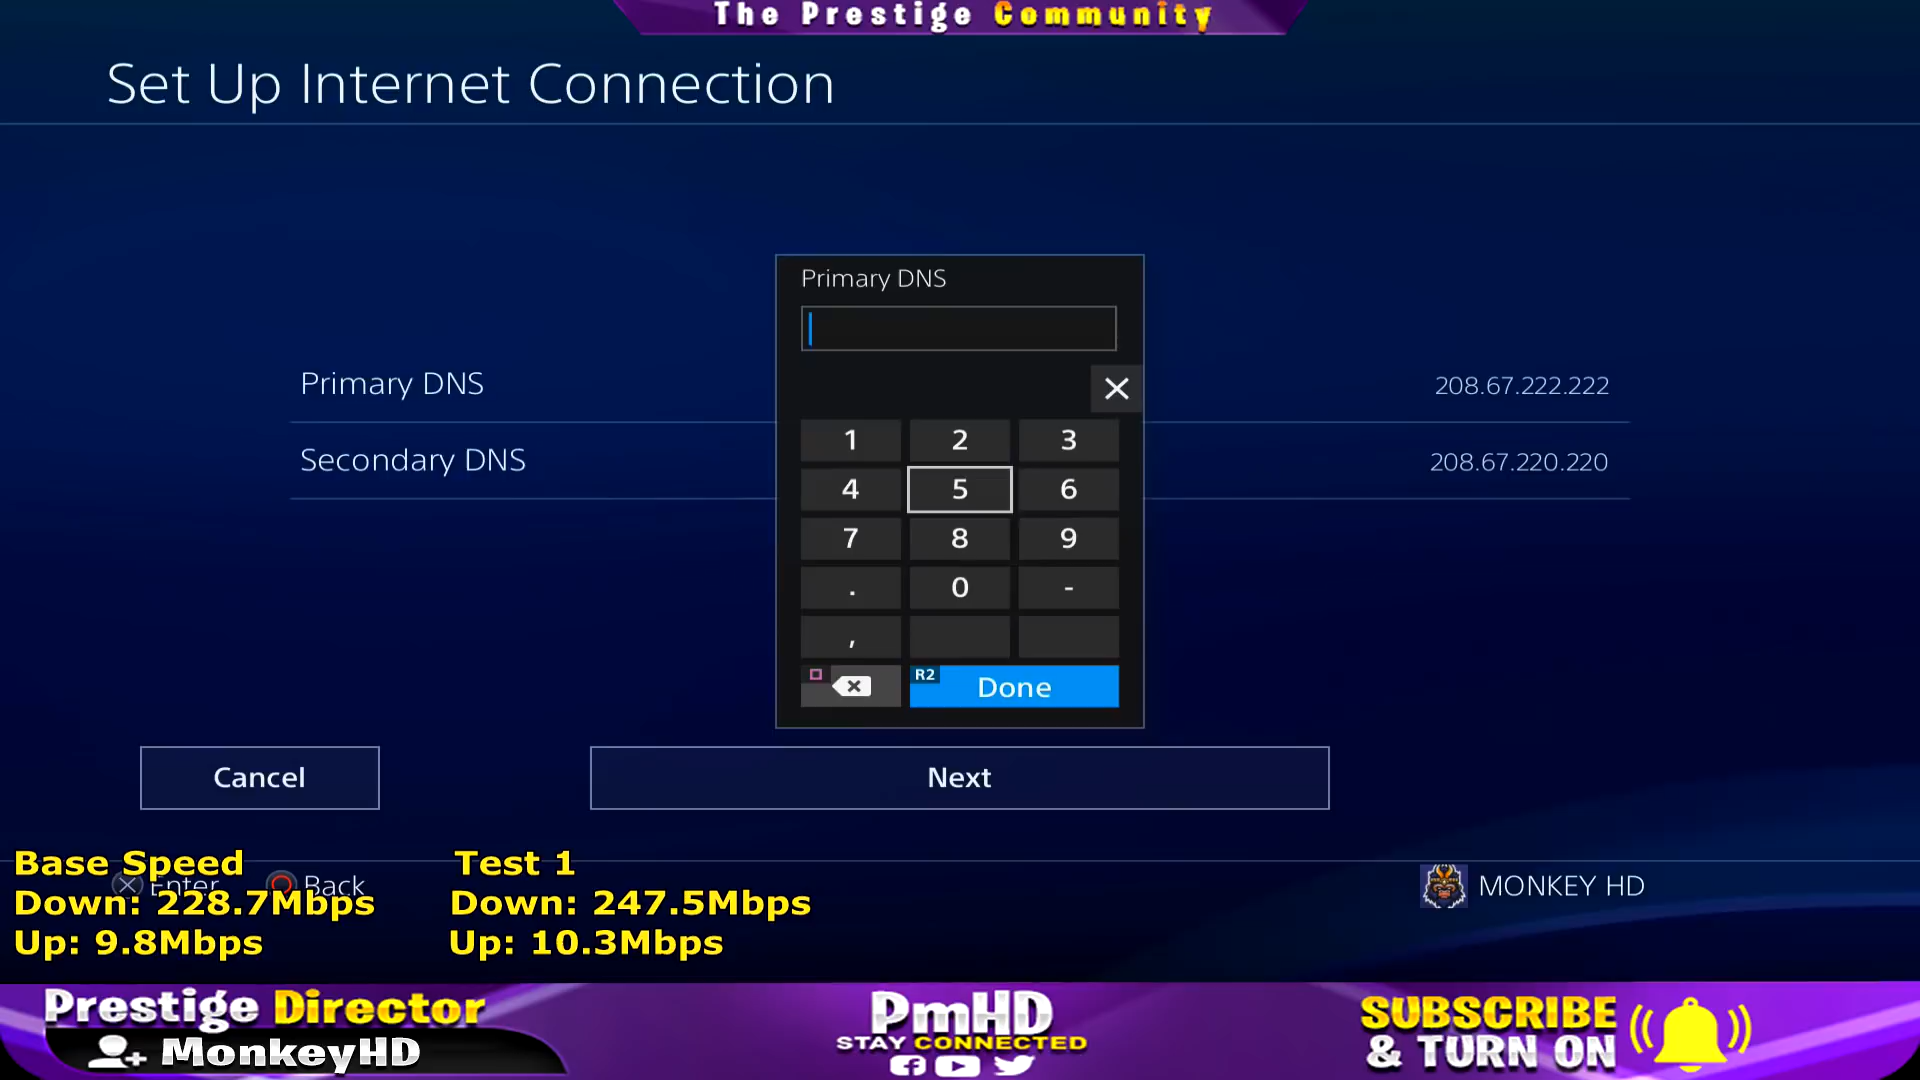 The Prestige Community
Set Up Internet Connection
Primary DNS
Primary DNS 208.67.222.222
Secondary DNS 208.67.220.220
1 2 3
4 5 6
7 8 9
. 0 -
,
R2 Done
Cancel Next
Base Speed Test 1
Enter Back MONKEY HD
Down: 228.7Mbps Down: 247.5Mbps
Up: 9.8Mbps Up: 10.3Mbps
Prestige Director
MonkeyHD
PmHD
STAY CONNECTED
SUBSCRIBE
& TURN ON